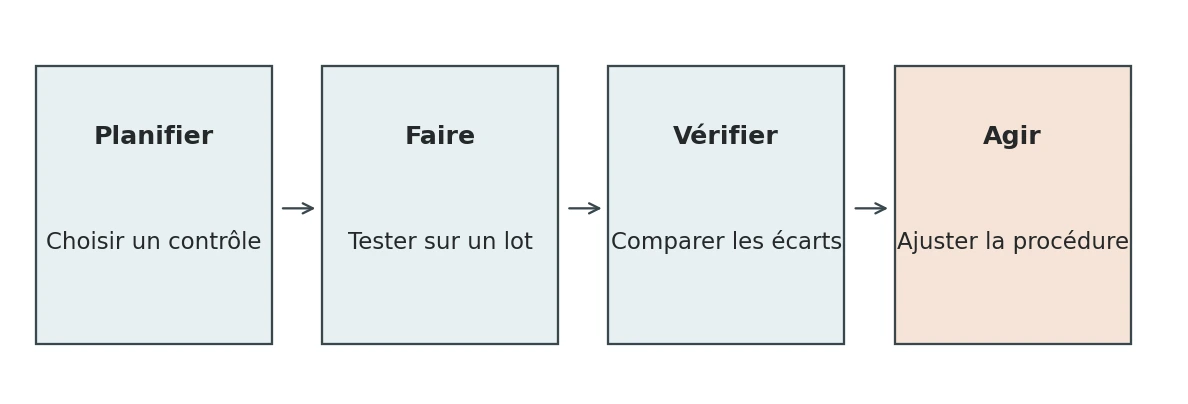 Planifier
Choisir un contrôle
Faire
Tester sur un lot
Vérifier
Comparer les écarts
Agir
Ajuster la procédure